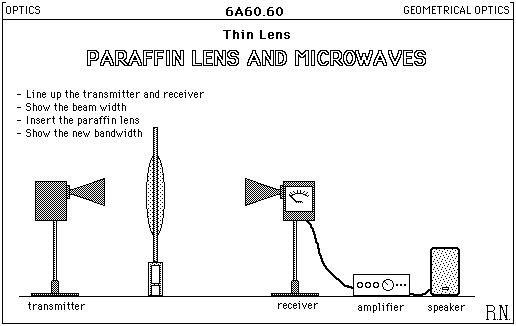 OPTICS 6A60.60 GEOMETRICAL OPTICS
Thin Lens
PARAFFIN LENS AND MICROWAVES
- Line up the transmitter and receiver
- Show the beam width
- Insert the paraffin lens
- Show the new bandwidth
transmitter receiver amplifier speaker
R.N.